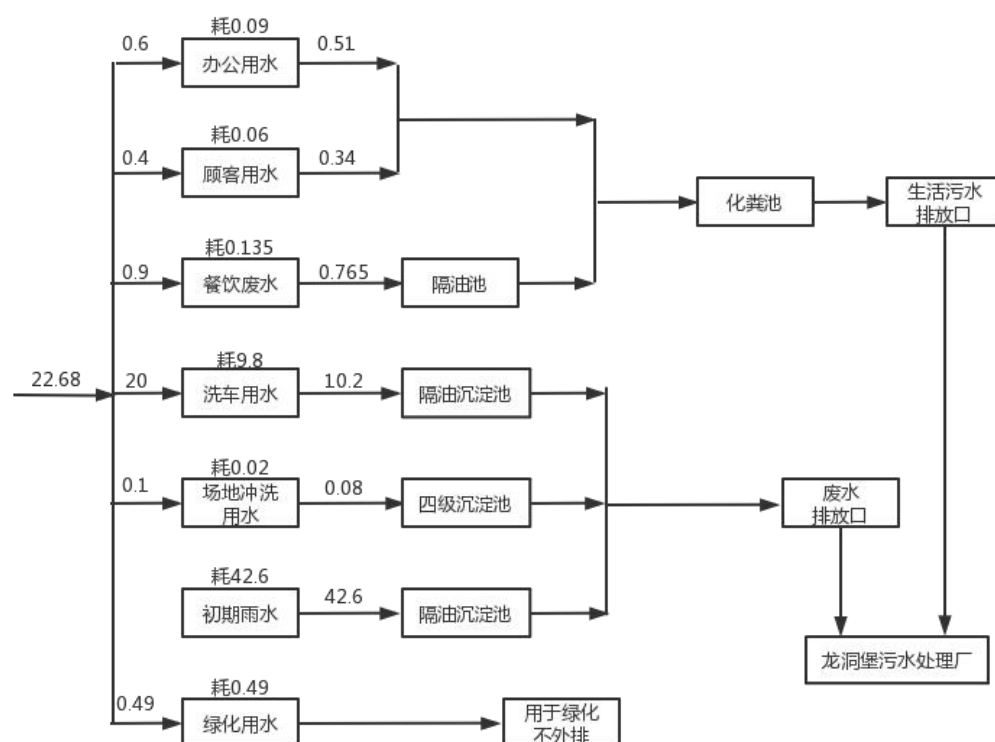 耗0.09
0.6
办公用水
0.51
耗0.06
0.4
顾客用水
0.34
化粪池
生活污水
排放口
耗0.135
0.9
餐饮废水
0.765
隔油池
22.68
耗9.8
20
洗车用水
10.2
隔油沉淀池
耗0.02
0.1
场地冲洗
用水
0.08
四级沉淀池
废水
排放口
耗42.6
初期雨水
42.6
隔油沉淀池
龙洞堡污水处理厂
耗0.49
0.49
绿化用水
用于绿化
不外排